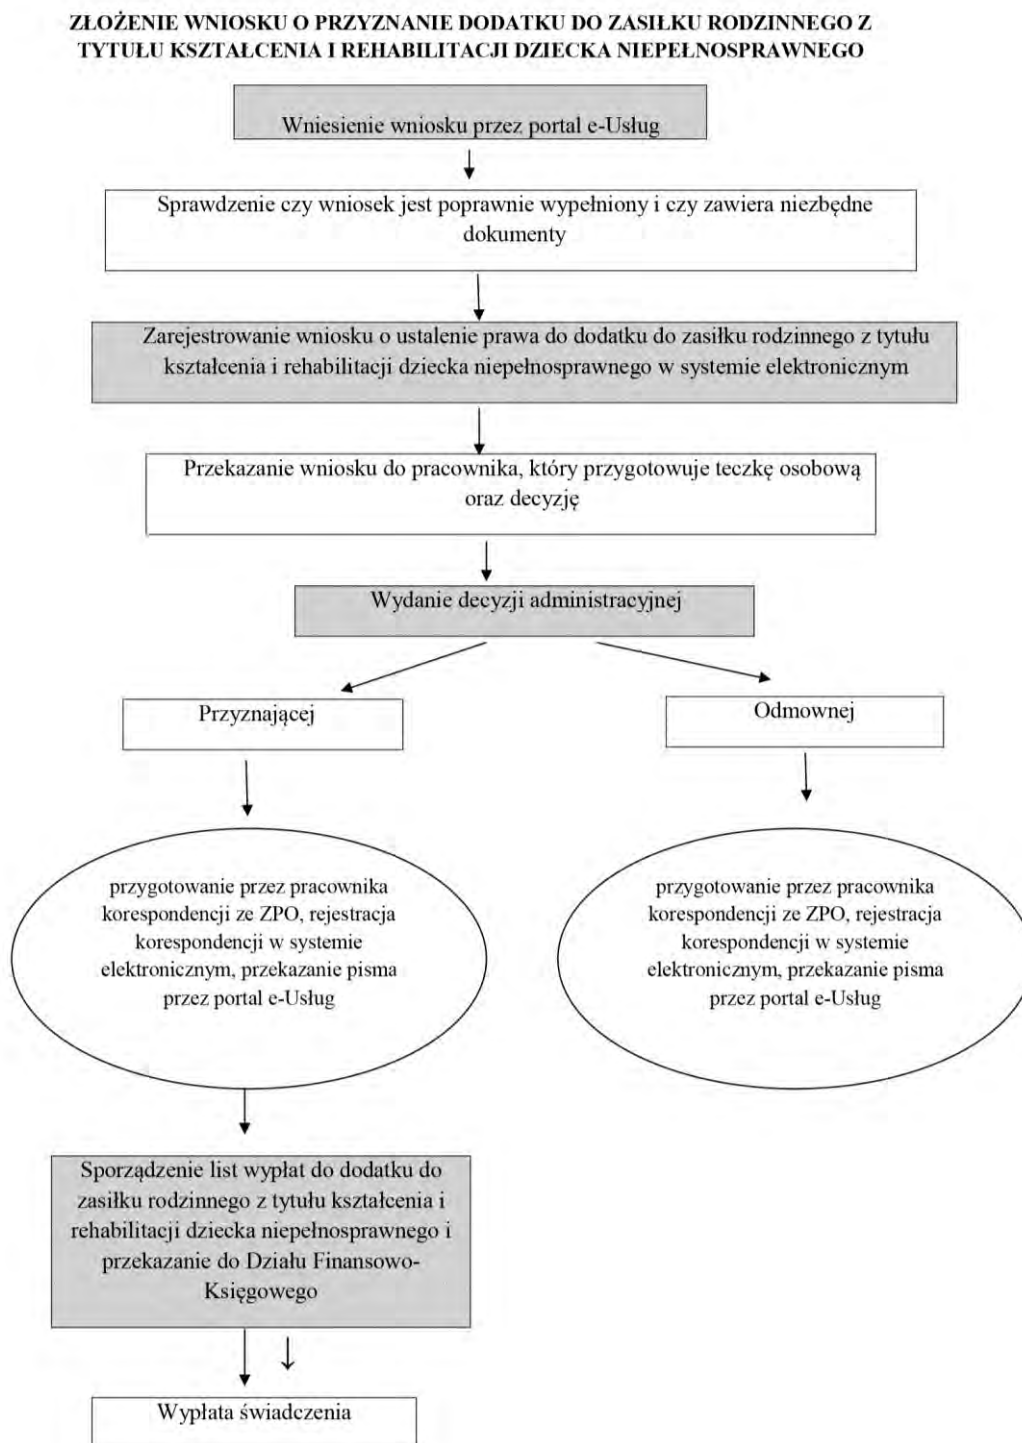 ZŁOŻENIE WNIOSKU O PRZYZNANIE DODATKU DO ZASIŁKU RODZINNEGO Z
TYTUŁU KSZTAŁCENIA I REHABILITACJI DZIECKA NIEPEŁNOSPRAWNEGO
Wniesienie wniosku przez portal e-Usług
Sprawdzenie czy wniosek jest poprawnie wypełniony i czy zawiera niezbędne
dokumenty
Zarejestrowanie wniosku o ustalenie prawa do dodatku do zasiłku rodzinnego z tytułu
kształcenia i rehabilitacji dziecka niepełnosprawnego w systemie elektronicznym
Przekazanie wniosku do pracownika, który przygotowuje teczkę osobową
oraz decyzję
Wydanie decyzji administracyjnej
Przyznającej
Odmownej
przygotowanie przez pracownika
korespondencji ze ZPO, rejestracja
korespondencji w systemie
elektronicznym, przekazanie pisma
przez portal e-Usług
przygotowanie przez pracownika
korespondencji ze ZPO, rejestracja
korespondencji w systemie
elektronicznym, przekazanie pisma
przez portal e-Usług
Sporządzenie list wypłat do dodatku do
zasiłku rodzinnego z tytułu kształcenia i
rehabilitacji dziecka niepełnosprawnego i
przekazanie do Działu Finansowo-
Księgowego
Wypłata świadczenia